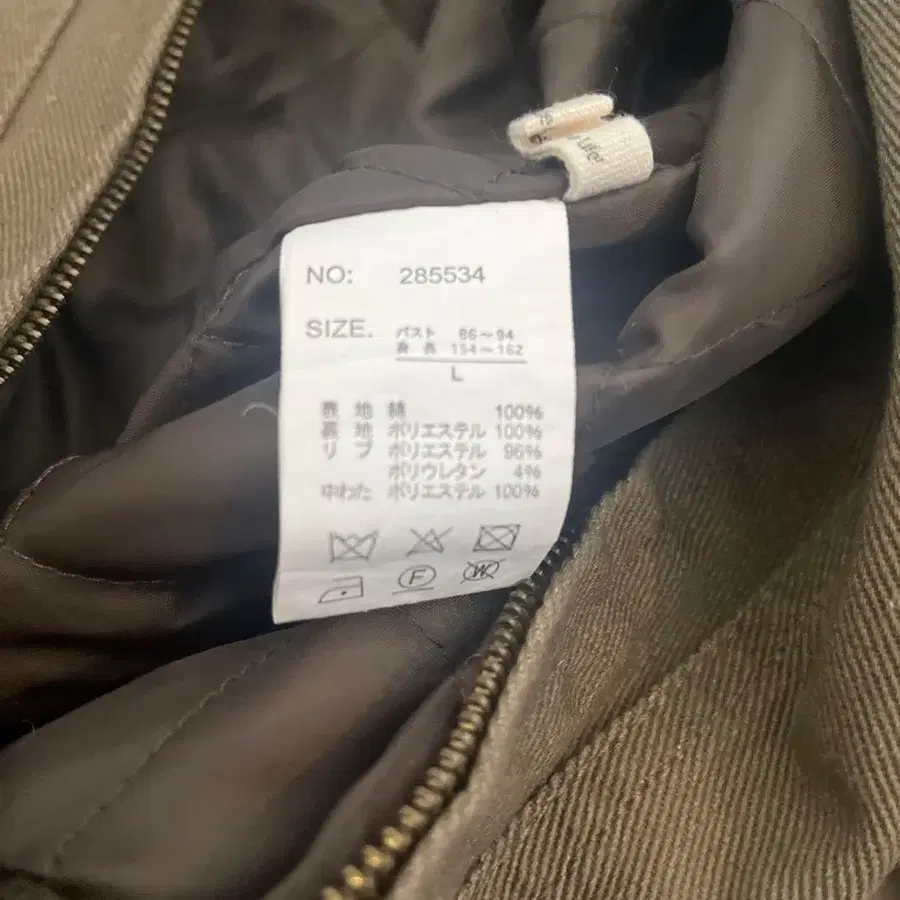 Life'
NO: 285534
SIZE. バスト 86～94
身長 154～162
L
表地 綿 100%
裏地 ポリエステル 100%
リブ ポリエステル 96%
ポリウレタン 4%
中わた ポリエステル 100%
F
W